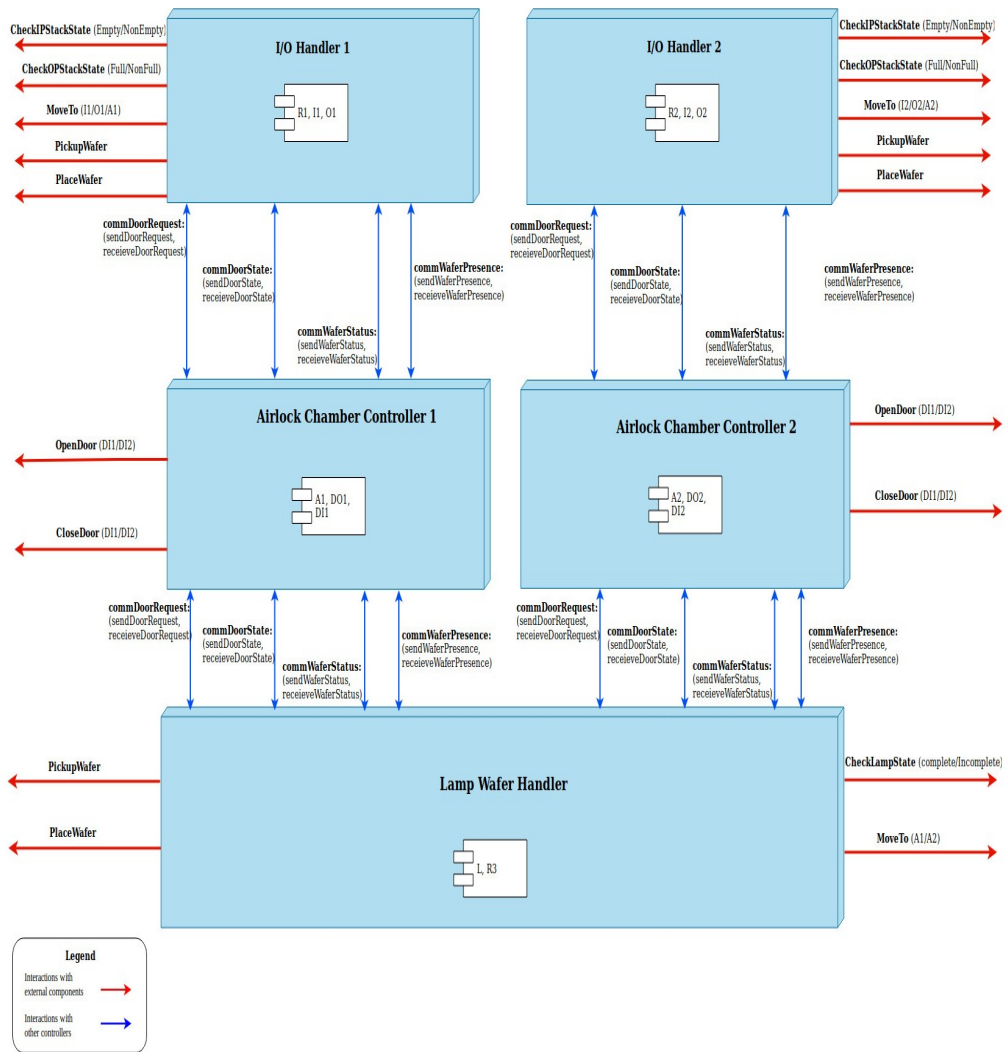 CheckIPStackState (Empty/NonEmpty)
CheckOPStackState (Full/NonFull)
MoveTo (I1/O1/A1)
PickupWafer
PlaceWafer
I/O Handler 1
R1, I1, O1
I/O Handler 2
R2, I2, O2
CheckIPStackState (Empty/NonEmpty)
CheckOPStackState (Full/NonFull)
MoveTo (I2/O2/A2)
PickupWafer
PlaceWafer
commDoorRequest:
(sendDoorRequest,
receieveDoorRequest)
commDoorState:
(sendDoorState,
receieveDoorState)
commWaferStatus:
(sendWaferStatus,
receieveWaferStatus)
commWaferPresence:
(sendWaferPresence,
receieveWaferPresence)
commDoorRequest:
(sendDoorRequest,
receieveDoorRequest)
commDoorState:
(sendDoorState,
receieveDoorState)
commWaferStatus:
(sendWaferStatus,
receieveWaferStatus)
commWaferPresence:
(sendWaferPresence,
receieveWaferPresence)
OpenDoor (DI1/DI2)
CloseDoor (DI1/DI2)
Airlock Chamber Controller 1
A1, DO1,
DI1
Airlock Chamber Controller 2
A2, DO2,
DI2
OpenDoor (DI1/DI2)
CloseDoor (DI1/DI2)
commDoorRequest:
(sendDoorRequest,
receieveDoorRequest)
commDoorState:
(sendDoorState,
receieveDoorState)
commWaferStatus:
(sendWaferStatus,
receieveWaferStatus)
commWaferPresence:
(sendWaferPresence,
receieveWaferPresence)
commDoorRequest:
(sendDoorRequest,
receieveDoorRequest)
commDoorState:
(sendDoorState,
receieveDoorState)
commWaferStatus:
(sendWaferStatus,
receieveWaferStatus)
commWaferPresence:
(sendWaferPresence,
receieveWaferPresence)
PickupWafer
PlaceWafer
Lamp Wafer Handler
L, R3
CheckLampState (complete/Incomplete)
MoveTo (A1/A2)
Legend
Interactions with
external components
Interactions with
other controllers